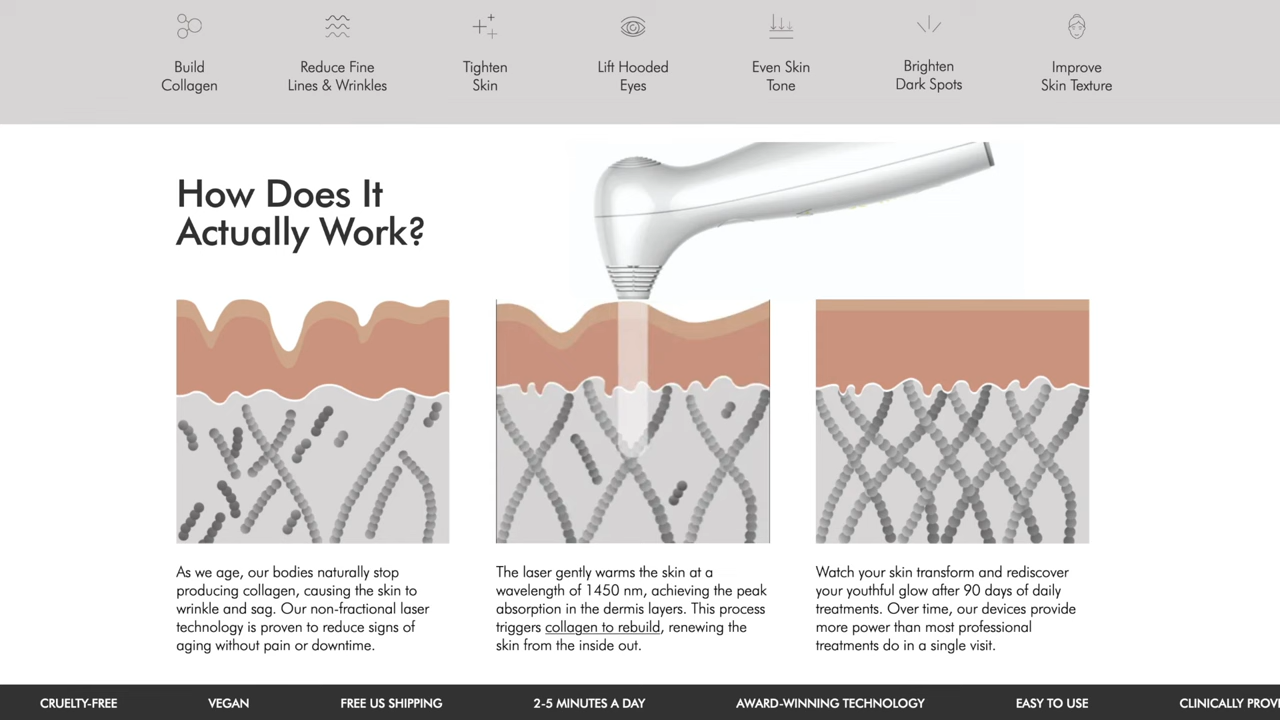 Build
Collagen
Reduce Fine
Lines & Wrinkles
Tighten
Skin
Lift Hooded
Eyes
Even Skin
Tone
Brighten
Dark Spots
Improve
Skin Texture
How Does It
Actually Work?
As we age, our bodies naturally stop
producing collagen, causing the skin to
wrinkle and sag. Our non-fractional laser
technology is proven to reduce signs of
aging without pain or downtime.
The laser gently warms the skin at a
wavelength of 1450 nm, achieving the peak
absorption in the dermis layers. This process
triggers collagen to rebuild, renewing the
skin from the inside out.
Watch your skin transform and rediscover
your youthful glow after 90 days of daily
treatments. Over time, our devices provide
more power than most professional
treatments do in a single visit.
CRUELTY-FREE VEGAN FREE US SHIPPING 2-5 MINUTES A DAY AWARD-WINNING TECHNOLOGY EASY TO USE CLINICALLY PROV